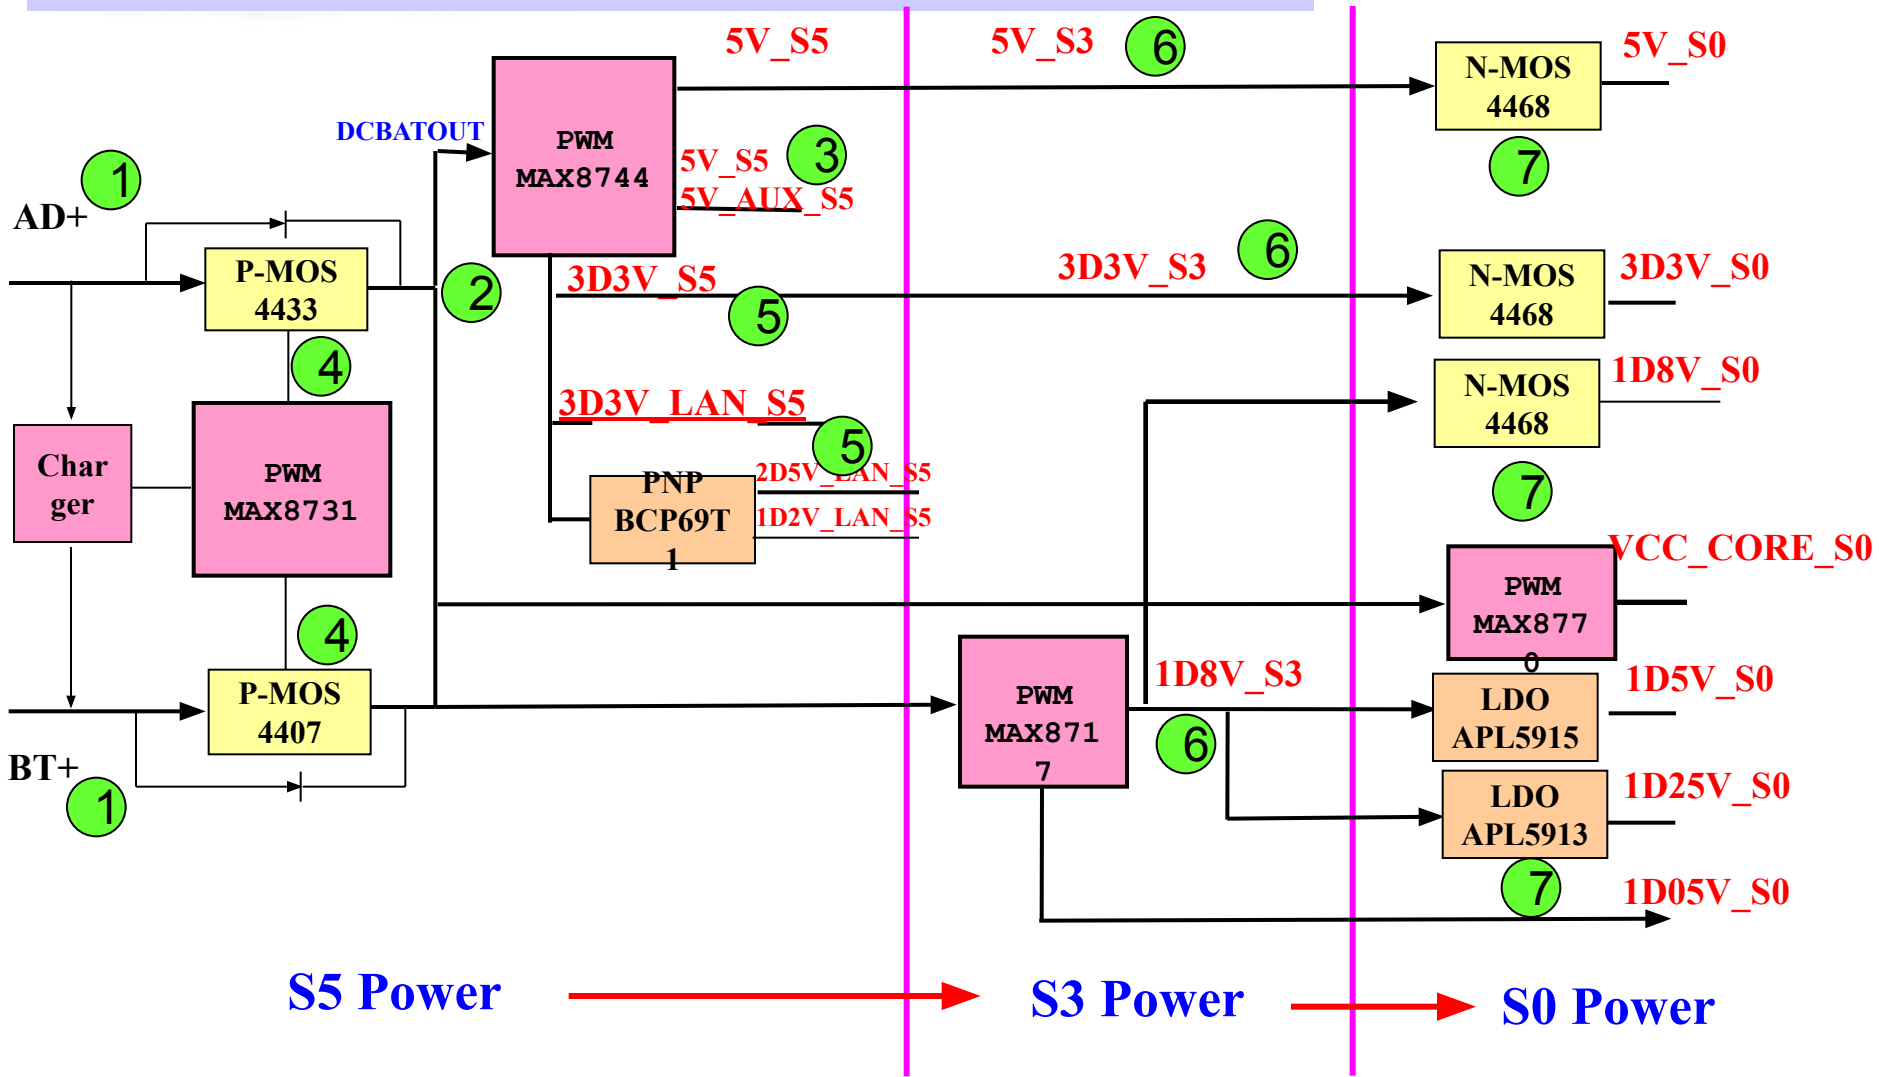 5V_S5
5V_S3
6
5V_S0
N-MOS
4468
7
DCBATOUT
PWM
MAX8744
5V_S5
3
5V_AUX_S5
1
AD+
P-MOS
4433
2
3D3V_S5
5
3D3V_S3
6
N-MOS
4468
3D3V_S0
4
N-MOS
4468
1D8V_S0
7
3D3V_LAN_S5
5
Char
ger
PWM
MAX8731
PNP
BCP69T
1
2D5V_LAN_S5
1D2V_LAN_S5
VCC_CORE_S0
PWM
MAX877
0
4
P-MOS
4407
PWM
MAX871
7
1D8V_S3
6
LDO
APL5915
1D5V_S0
BT+
1
LDO
APL5913
1D25V_S0
7
1D05V_S0
S5 Power
S3 Power
S0 Power